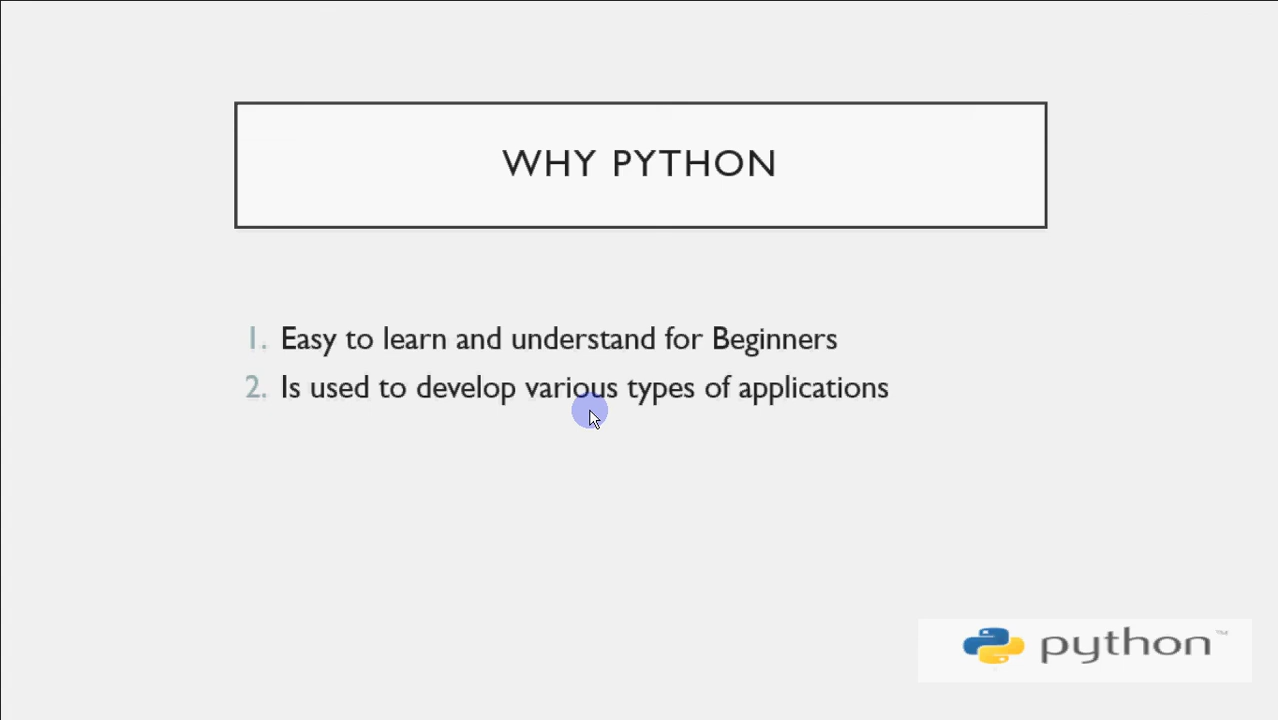 WHY PYTHON
1. Easy to learn and understand for Beginners
2. Is used to develop various types of applications
python™